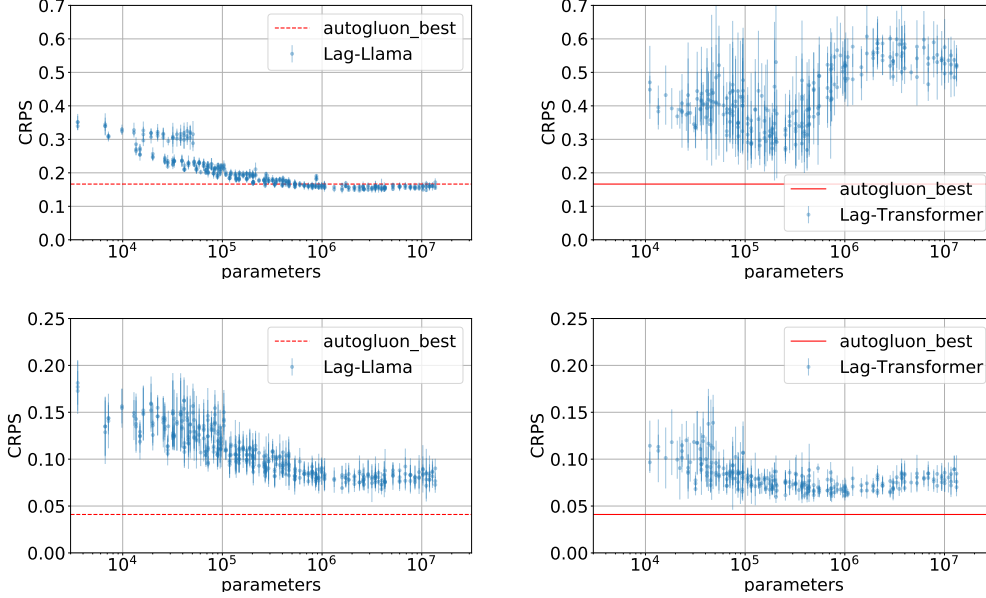 0.7
0.6
0.5
0.4
0.3
0.2
0.1
0.0
CRPS
10^4
10^5
10^6
10^7
parameters
autogluon_best
Lag-Llama
0.7
0.6
0.5
0.4
0.3
0.2
0.1
0.0
CRPS
10^4
10^5
10^6
10^7
parameters
autogluon_best
Lag-Transformer
0.25
0.20
0.15
0.10
0.05
0.00
CRPS
10^4
10^5
10^6
10^7
parameters
autogluon_best
Lag-Llama
0.25
0.20
0.15
0.10
0.05
0.00
CRPS
10^4
10^5
10^6
10^7
parameters
autogluon_best
Lag-Transformer